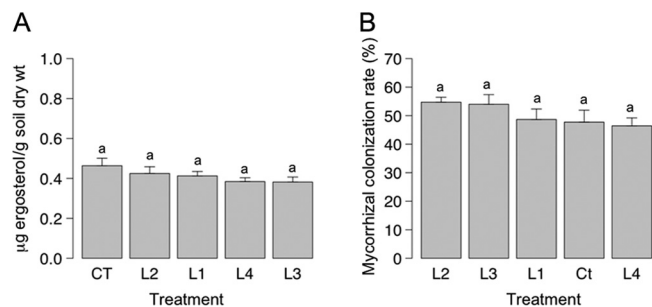 A
μg ergosterol/g soil dry wt
1.0
0.8
0.6
0.4
0.2
0.0
a
a
a
a
a
CT
L2
L1
L4
L3
Treatment
B
Mycorrhizal colonization rate (%)
70
60
50
40
30
20
10
0
a
a
a
a
a
L2
L3
L1
Ct
L4
Treatment